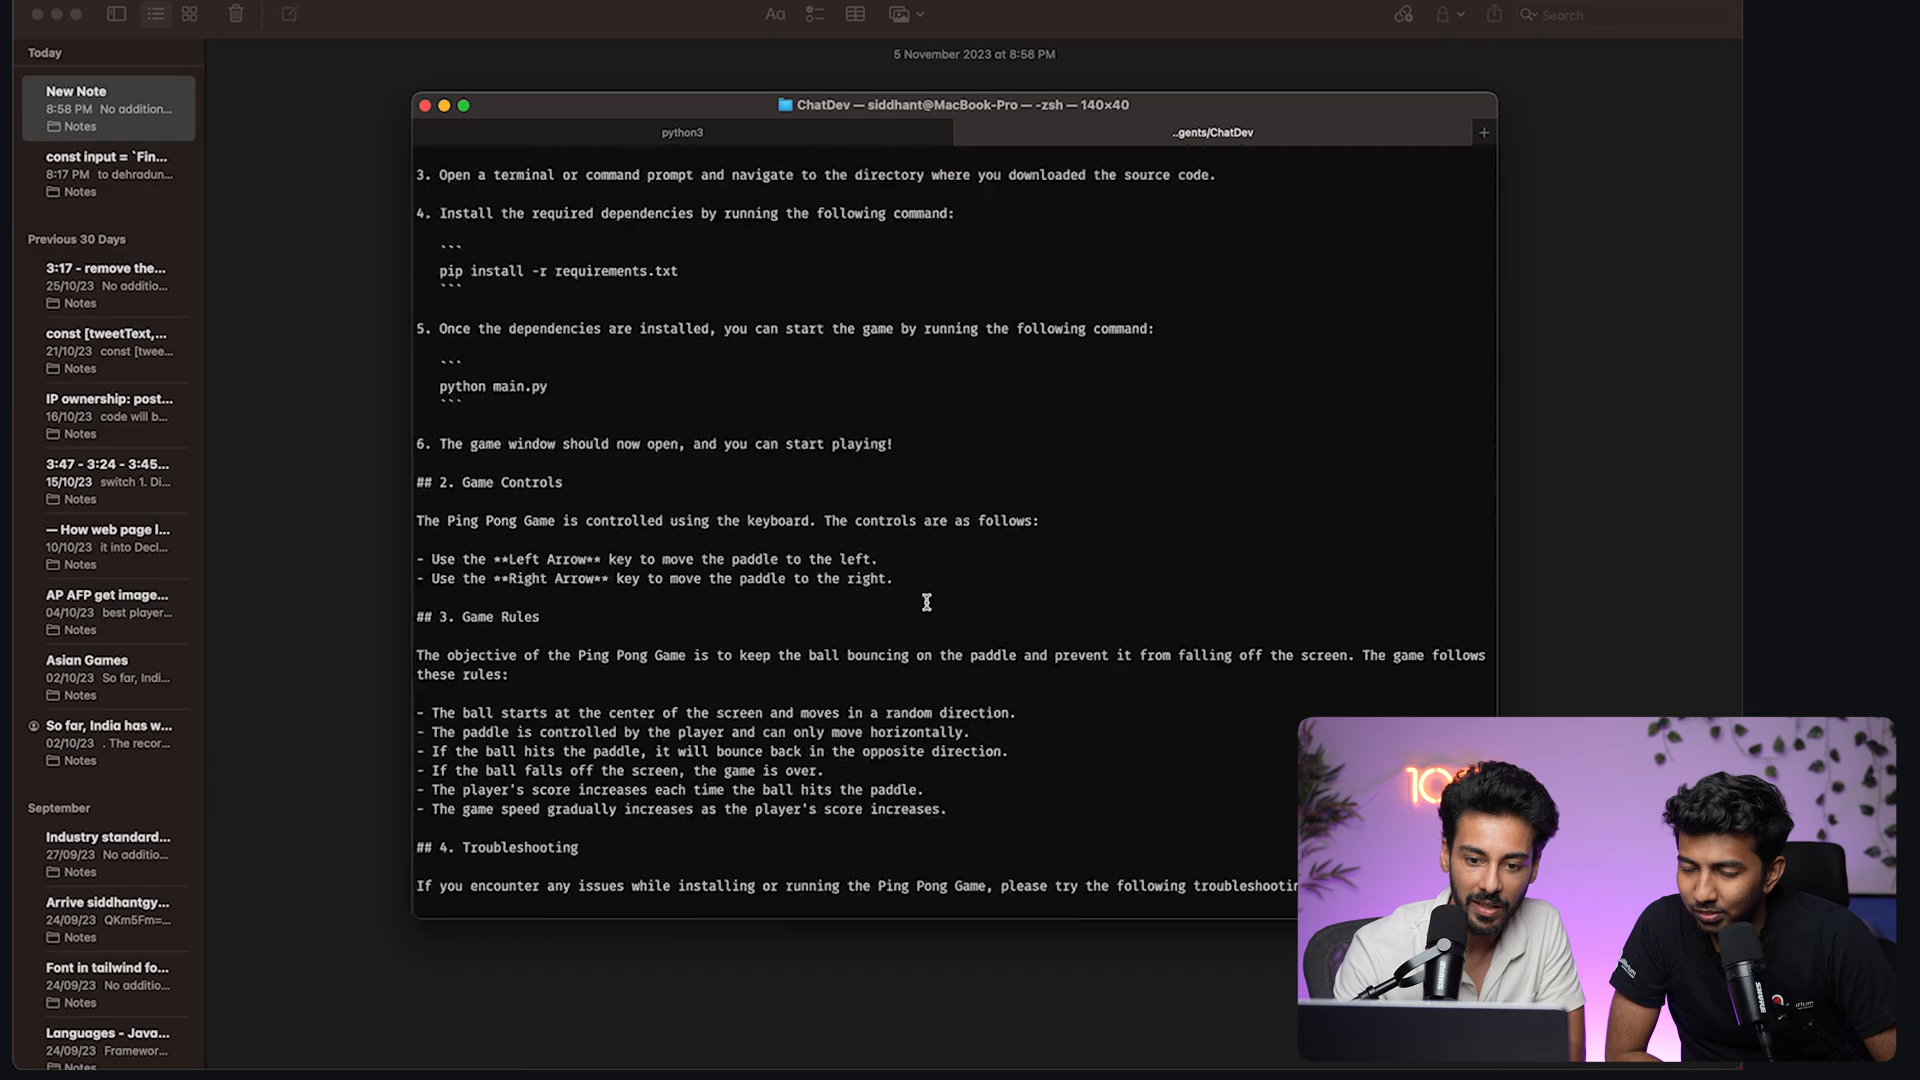 Aa
Search
Today
5 November 2023 at 8:58 PM
New Note
8:58 PM No addition...
Notes
const input = `Fin...
8:17 PM to dehradun...
Notes
Previous 30 Days
3:17 - remove the...
25/10/23 No additio...
Notes
const [tweetText,...
21/10/23 const [twee...
Notes
IP ownership: post...
16/10/23 code will b...
Notes
3:47 - 3:24 - 3:45...
15/10/23 switch 1. Di...
Notes
— How web page l...
10/10/23 it into Decl...
Notes
AP AFP get image...
04/10/23 best player...
Notes
Asian Games
02/10/23 So far, Indi...
Notes
So far, India has w...
02/10/23 . The recor...
Notes
September
Industry standard...
27/09/23 No additio...
Notes
Arrive siddhantgy...
24/09/23 QKm5Fm=...
Notes
Font in tailwind fo...
24/09/23 No additio...
Notes
Languages - Java...
24/09/23 Framewor...
Notes
ChatDev — siddhant@MacBook-Pro — -zsh — 140×40
python3
..gents/ChatDev
3. Open a terminal or command prompt and navigate to the directory where you downloaded the source code.
4. Install the required dependencies by running the following command:
```
pip install -r requirements.txt
```
5. Once the dependencies are installed, you can start the game by running the following command:
```
python main.py
```
6. The game window should now open, and you can start playing!
## 2. Game Controls
The Ping Pong Game is controlled using the keyboard. The controls are as follows:
- Use the **Left Arrow** key to move the paddle to the left.
- Use the **Right Arrow** key to move the paddle to the right.
## 3. Game Rules
The objective of the Ping Pong Game is to keep the ball bouncing on the paddle and prevent it from falling off the screen. The game follows
these rules:
- The ball starts at the center of the screen and moves in a random direction.
- The paddle is controlled by the player and can only move horizontally.
- If the ball hits the paddle, it will bounce back in the opposite direction.
- If the ball falls off the screen, the game is over.
- The player's score increases each time the ball hits the paddle.
- The game speed gradually increases as the player's score increases.
## 4. Troubleshooting
If you encounter any issues while installing or running the Ping Pong Game, please try the following troubleshootin
10
SHURE
SHURE